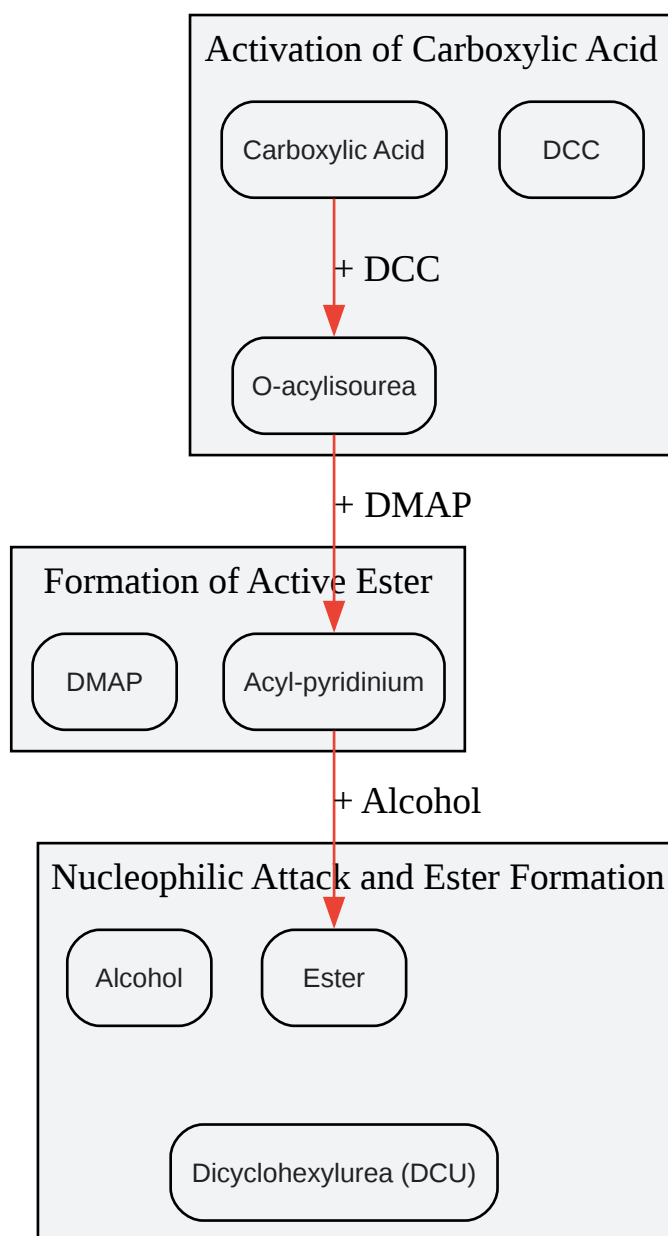 Activation of Carboxylic Acid
Carboxylic Acid
DCC
+ DCC
O-acylisourea
+ DMAP
Formation of Active Ester
DMAP
Acyl-pyridinium
+ Alcohol
Nucleophilic Attack and Ester Formation
Alcohol
Ester
Dicyclohexylurea (DCU)